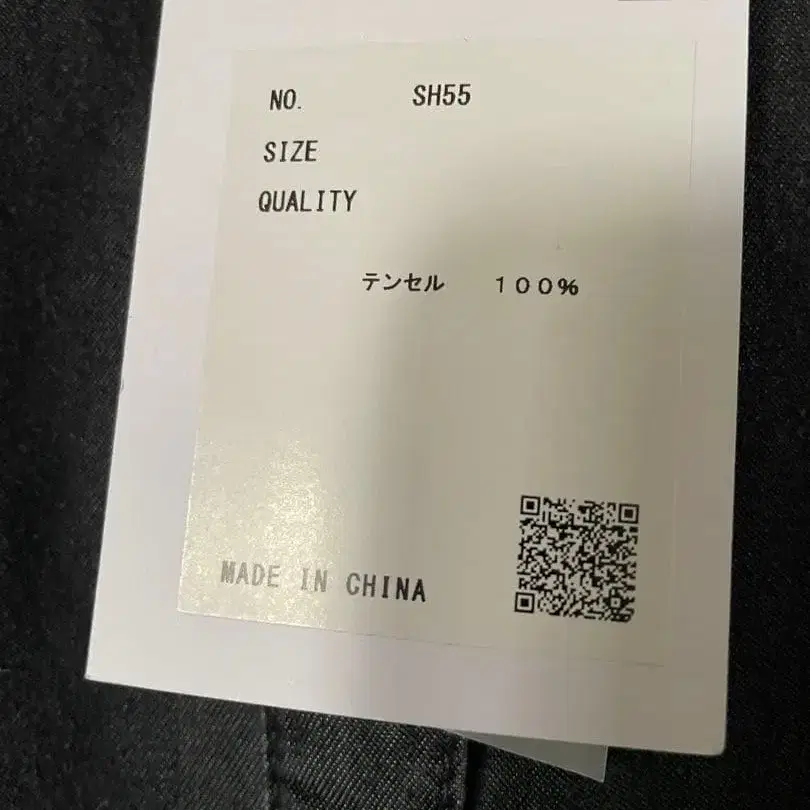 NO. SH55
SIZE
QUALITY
テンセル １００%
MADE IN CHINA